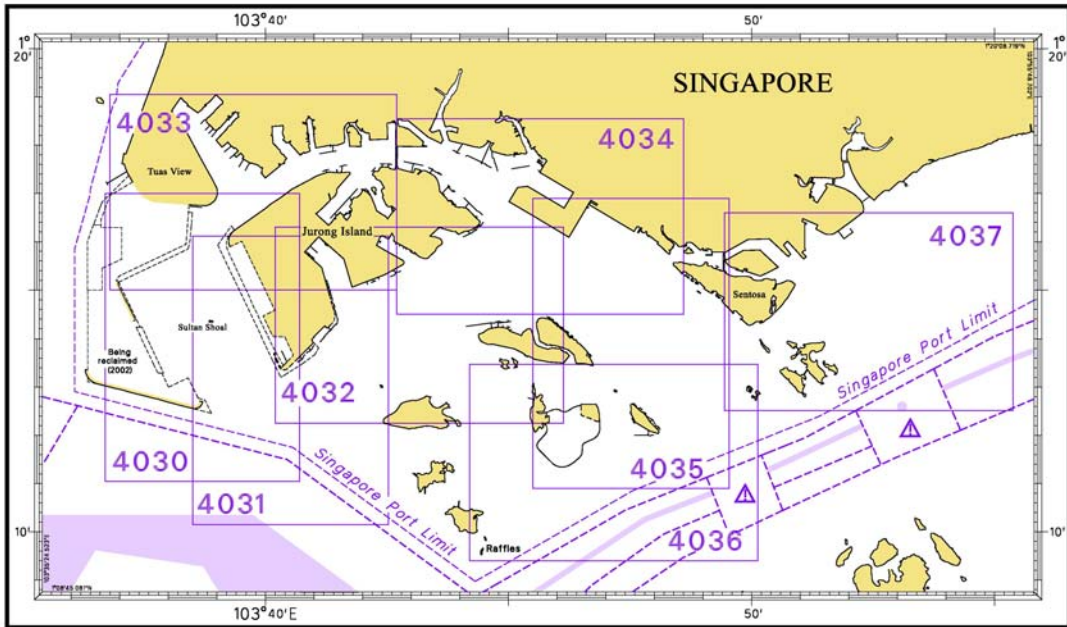 103°40'
50'
1°
20'
1°
20'
SINGAPORE
4033
4034
Tuas View
Jurong Island
4037
Sentosa
Sultan Shoal
Being
reclaimed
(2002)
Singapore Port Limit
4032
4030
4035
4031
Singapore Port Limit
4036
10'
10'
Raffles
103°40'E
50'